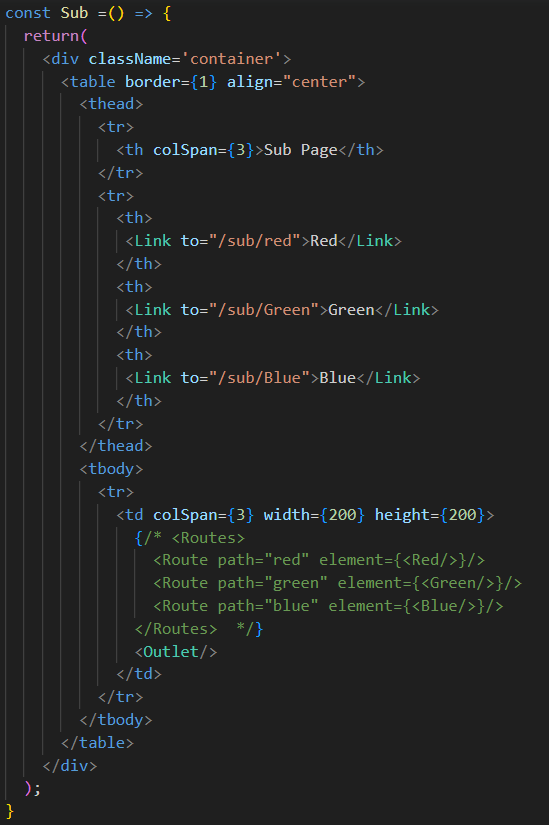 const Sub =() => {
  return(
    <div className='container'>
      <table border={1} align="center">
        <thead>
          <tr>
            <th colSpan={3}>Sub Page</th>
          </tr>
          <tr>
            <th>
             <Link to="/sub/red">Red</Link>
            </th>
            <th>
             <Link to="/sub/Green">Green</Link>
            </th>
            <th>
             <Link to="/sub/Blue">Blue</Link>
            </th>
          </tr>
        </thead>
        <tbody>
          <tr>
            <td colSpan={3} width={200} height={200}>
                 {/* <Routes>
                <Route path="red" element={<Red/>}/>
                <Route path="green" element={<Green/>}/>
                <Route path="blue" element={<Blue/>}/>
              </Routes>  */}
              <Outlet/>
            </td>
          </tr>
        </tbody>
      </table>
    </div>
  );
}